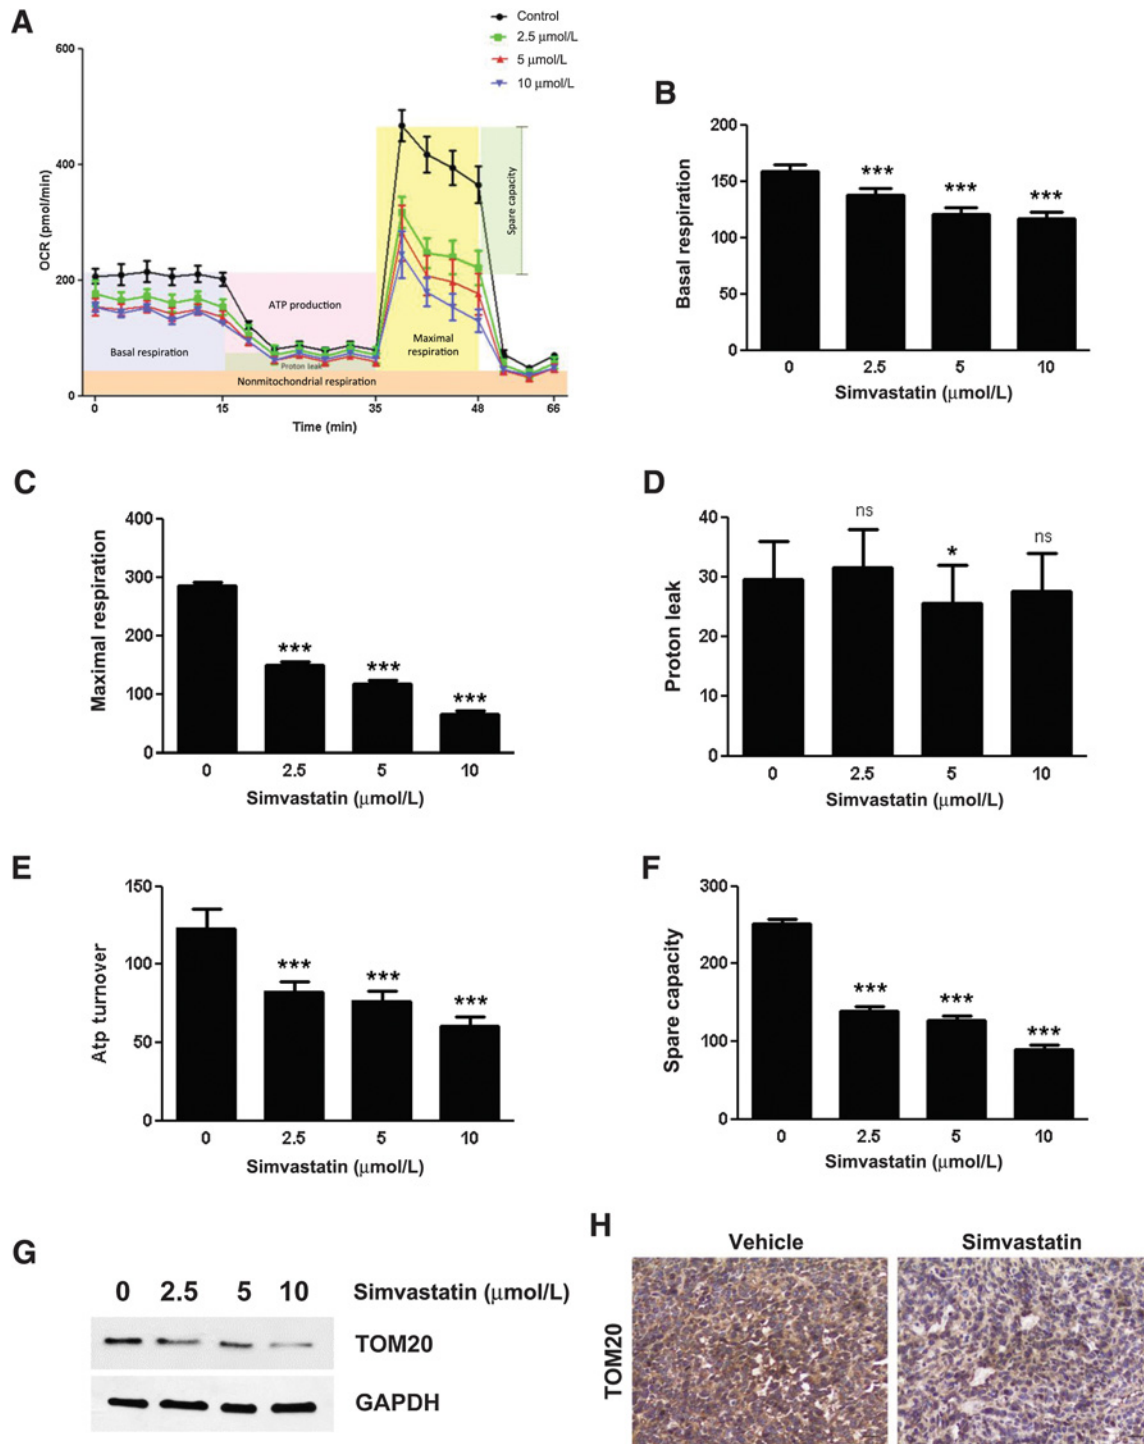 A
Control
2.5 μmol/L
5 μmol/L
10 μmol/L
600
400
200
0
OCR (pmol/min)
Spare capacity
ATP production
Basal respiration
Maximal
respiration
Proton leak
Nonmitochondrial respiration
0 15 35 48 66
Time (min)
B
200
150
100
50
0
Basal respiration
*** *** ***
0 2.5 5 10
Simvastatin (μmol/L)
C
400
300
200
100
0
Maximal respiration
*** *** ***
0 2.5 5 10
Simvastatin (μmol/L)
D
40
30
20
10
0
Proton leak
ns * ns
0 2.5 5 10
Simvastatin (μmol/L)
E
150
100
50
0
Atp turnover
*** *** ***
0 2.5 5 10
Simvastatin (μmol/L)
F
300
200
100
0
Spare capacity
*** *** ***
0 2.5 5 10
Simvastatin (μmol/L)
G
0 2.5 5 10 Simvastatin (μmol/L)
TOM20
GAPDH
H
Vehicle Simvastatin
TOM20